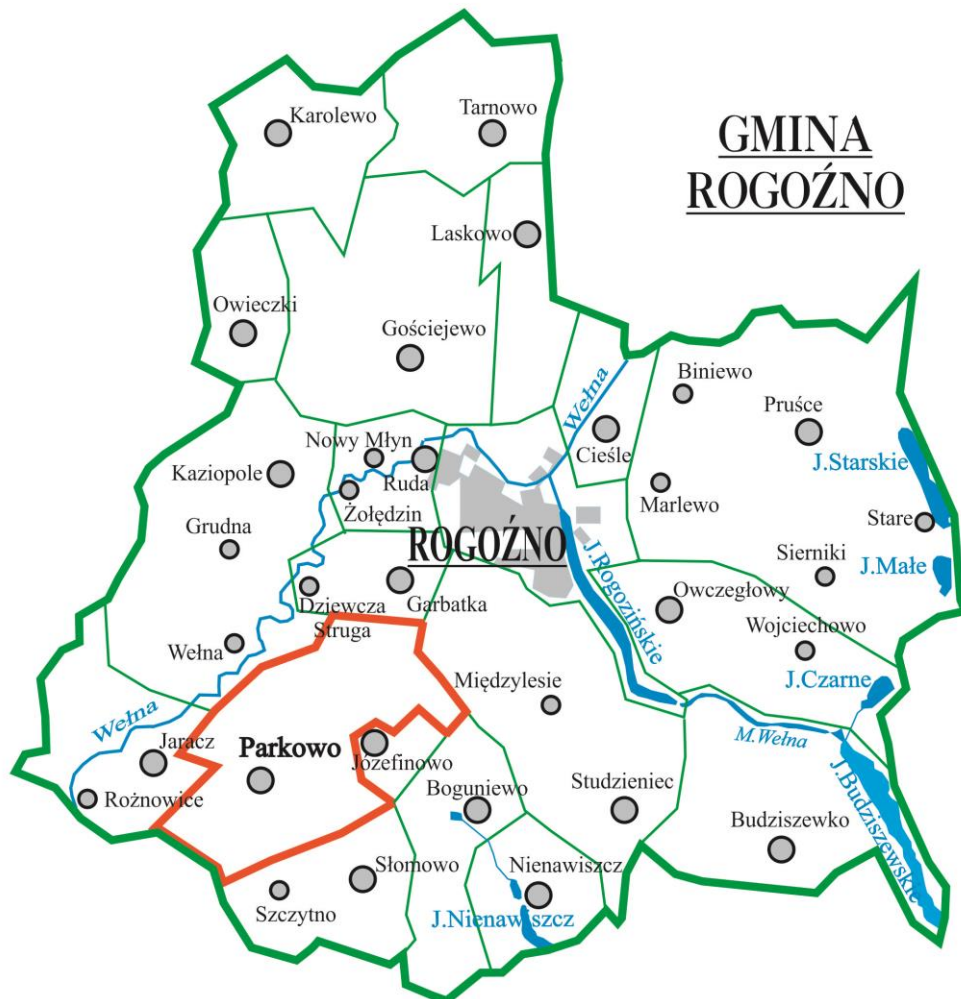 Karolewo
Tarnowo
GMINA
ROGOŹNO
Laskowo
Owieczki
Gościejewo
Wełna
Biniewo
Pruśce
Cieśle
J.Starskie
Nowy Młyn
Kaziopole
Ruda
Żołędzin
Marlewo
Stare
Grudna
ROGOŹNO
Sierniki
J.Małe
J.Rogozińskie
Owczegłowy
Dziewcza
Struga
Garbatka
Wojciechowo
Wełna
Międzylesie
J.Czarne
Wełna
M.Wełna
Jaracz
Parkowo
Józefinowo
Rożnowice
Boguniewo
Studzieniec
J.Budziszewskie
Budziszewko
Słomowo
Nienawiszcz
Szczytno
J.Nienawiszcz